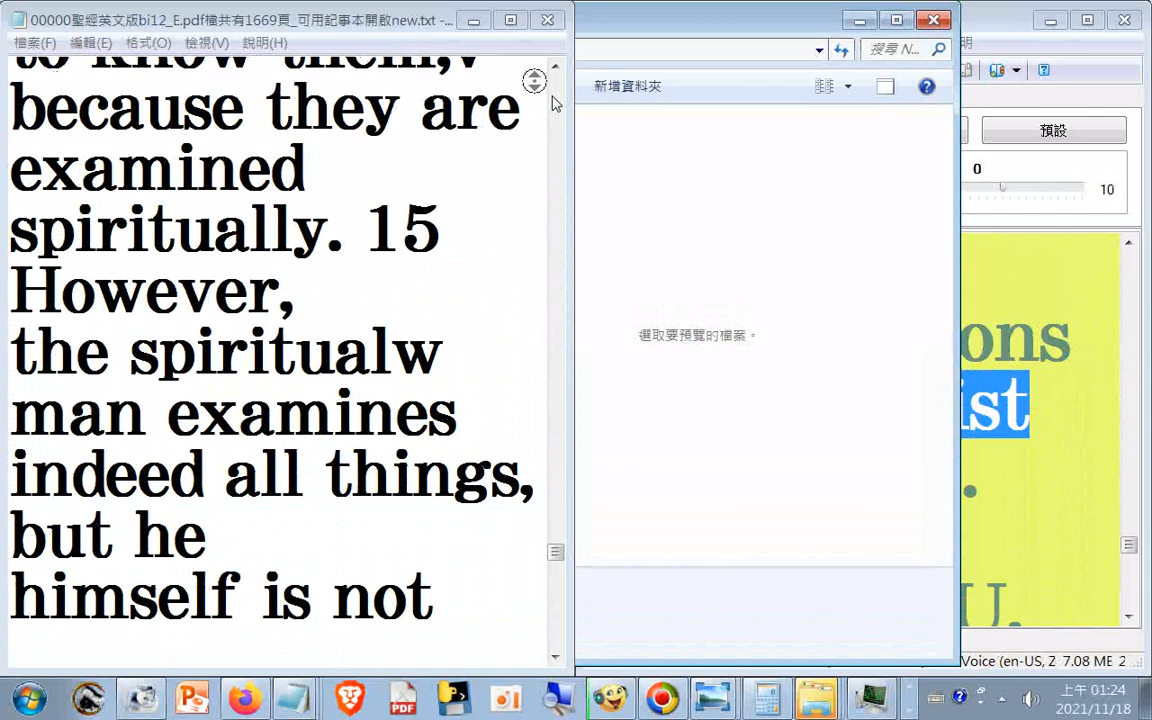 00000聖經英文版bi12_E.pdf檔共有1669頁_可用記事本開啟new.txt -...
檔案(F) 編輯(E) 格式(O) 檢視(V) 說明(H)
to know them,v
because they are
examined
spiritually. 15
However,
the spiritualw
man examines
indeed all things,
but he
himself is not
搜尋 N...
新增資料夾
選取要預覽的檔案。
明
預設
0
10
ons
ist
.
U.
Voice (en-US, Z 7.08 ME 2
上午 01:24
2021/11/18
PDF